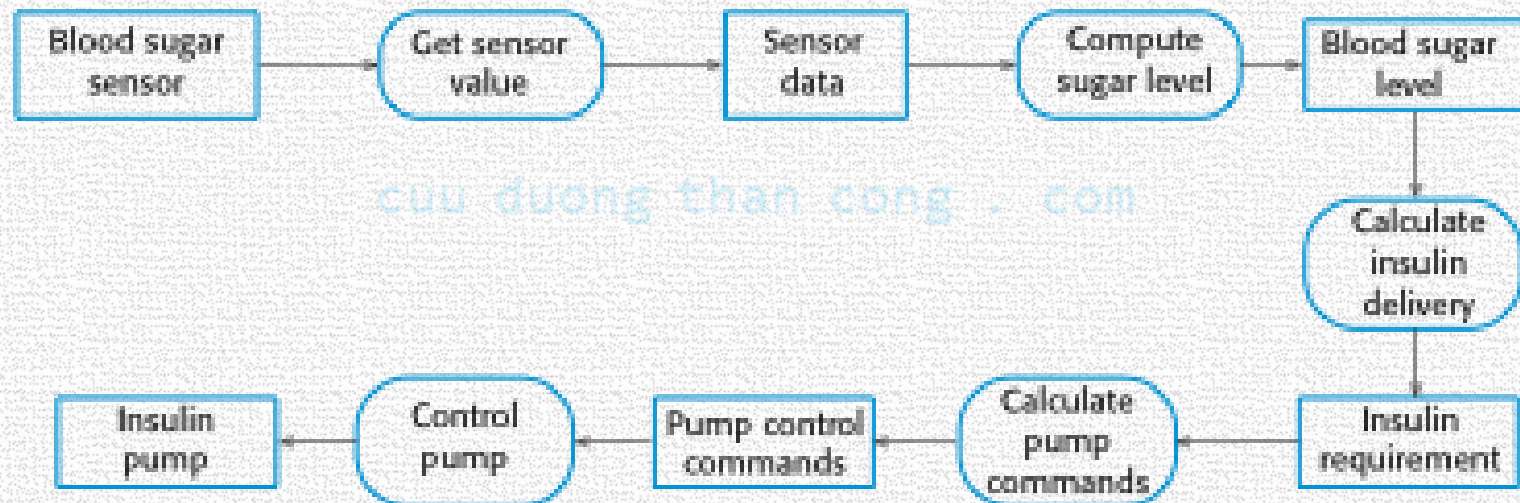 Blood sugar
sensor
Get sensor
value
Sensor
data
Compute
sugar level
Blood sugar
level
cuu duong than cong . com
Calculate
insulin
delivery
Insulin
pump
Control
pump
Pump control
commands
Calculate
pump
commands
Insulin
requirement